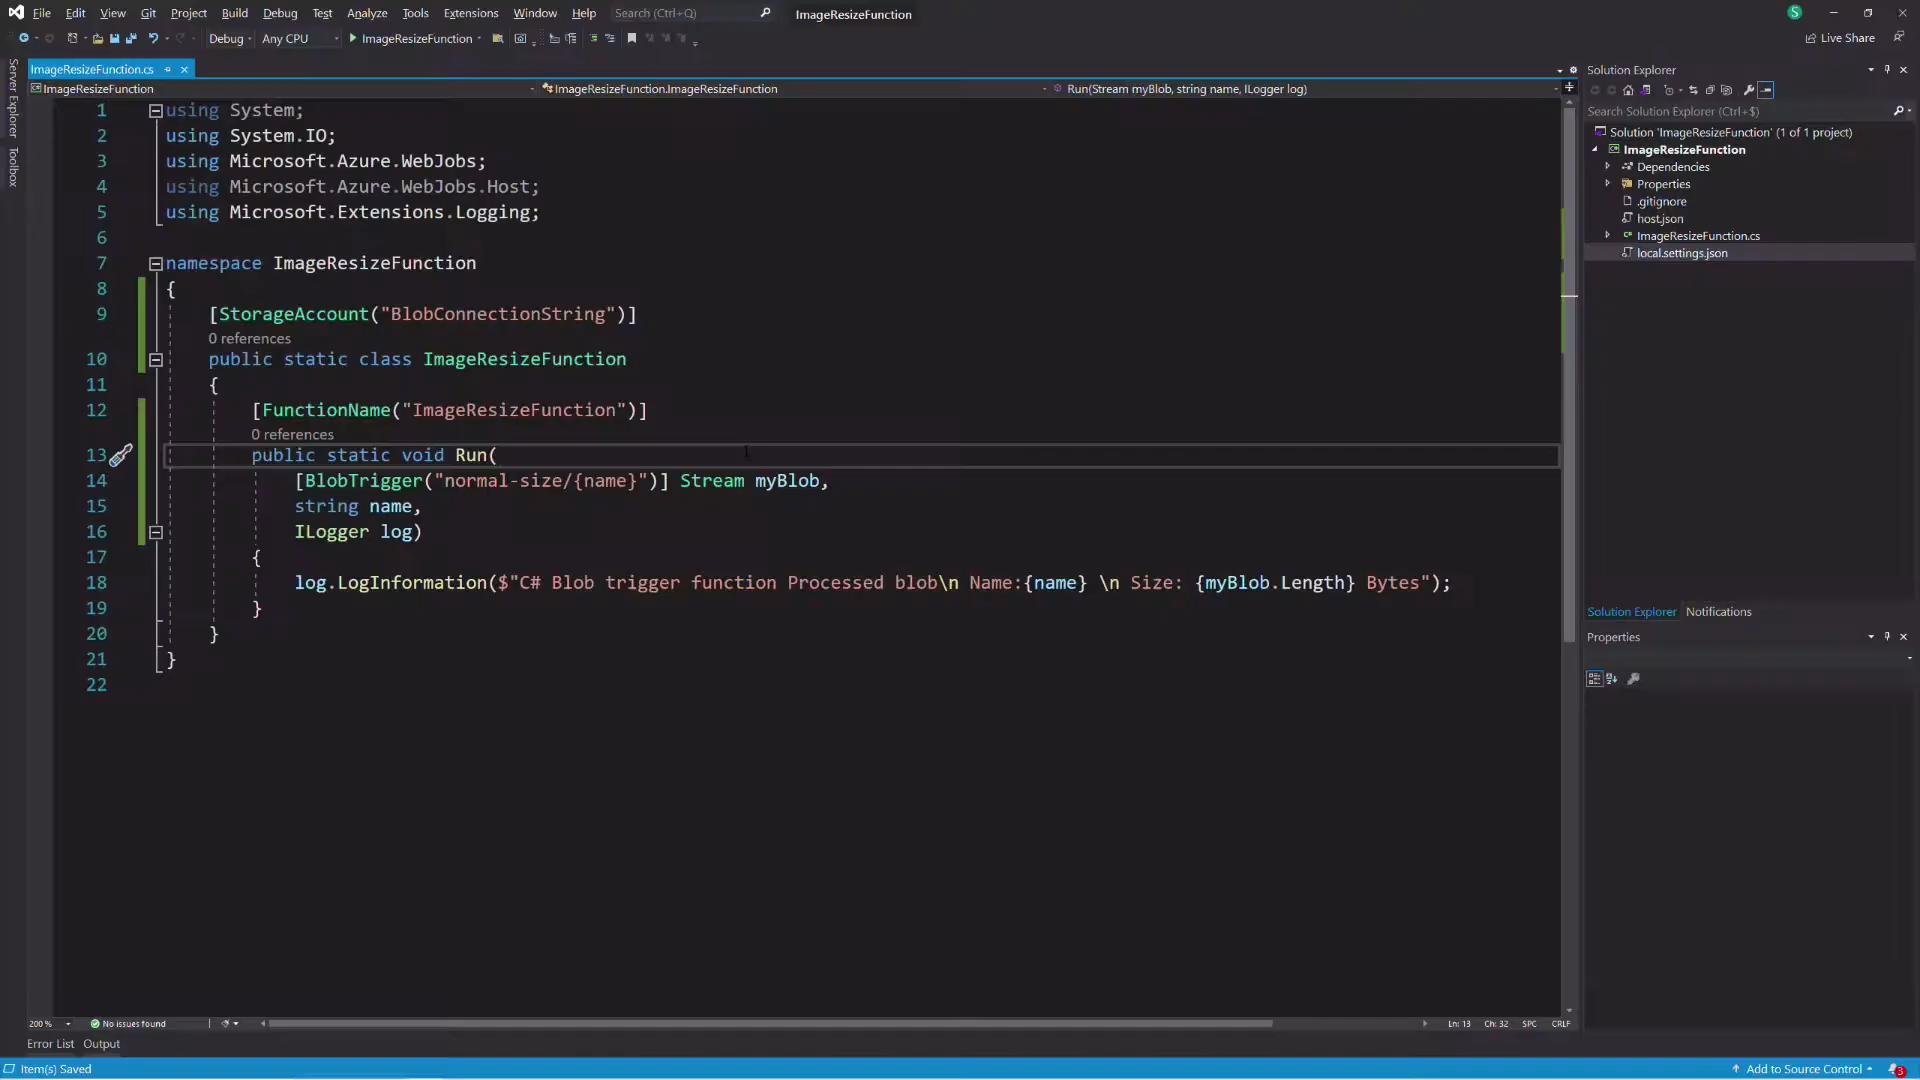 File Edit View Git Project Build Debug Test Analyze Tools Extensions Window Help Search (Ctrl+Q) ImageResizeFunction S
Debug Any CPU ImageResizeFunction Live Share
Server Explorer
Toolbox
ImageResizeFunction.cs
ImageResizeFunction ImageResizeFunction.ImageResizeFunction Run(Stream myBlob, string name, ILogger log)
1 using System;
2 using System.IO;
3 using Microsoft.Azure.WebJobs;
4 using Microsoft.Azure.WebJobs.Host;
5 using Microsoft.Extensions.Logging;
6
7 namespace ImageResizeFunction
8 {
9 [StorageAccount("BlobConnectionString")]
0 references
10 public static class ImageResizeFunction
11 {
12 [FunctionName("ImageResizeFunction")]
0 references
13 public static void Run(
14 [BlobTrigger("normal-size/{name}")] Stream myBlob,
15 string name,
16 ILogger log)
17 {
18 log.LogInformation($"C# Blob trigger function Processed blob\n Name:{name} \n Size: {myBlob.Length} Bytes");
19 }
20 }
21 }
22
200 % No issues found Ln: 13 Ch: 32 SPC CRLF
Error List Output
Item(s) Saved Add to Source Control 3
Solution Explorer
Search Solution Explorer (Ctrl+$)
Solution 'ImageResizeFunction' (1 of 1 project)
ImageResizeFunction
Dependencies
Properties
.gitignore
host.json
ImageResizeFunction.cs
local.settings.json
Solution Explorer Notifications
Properties